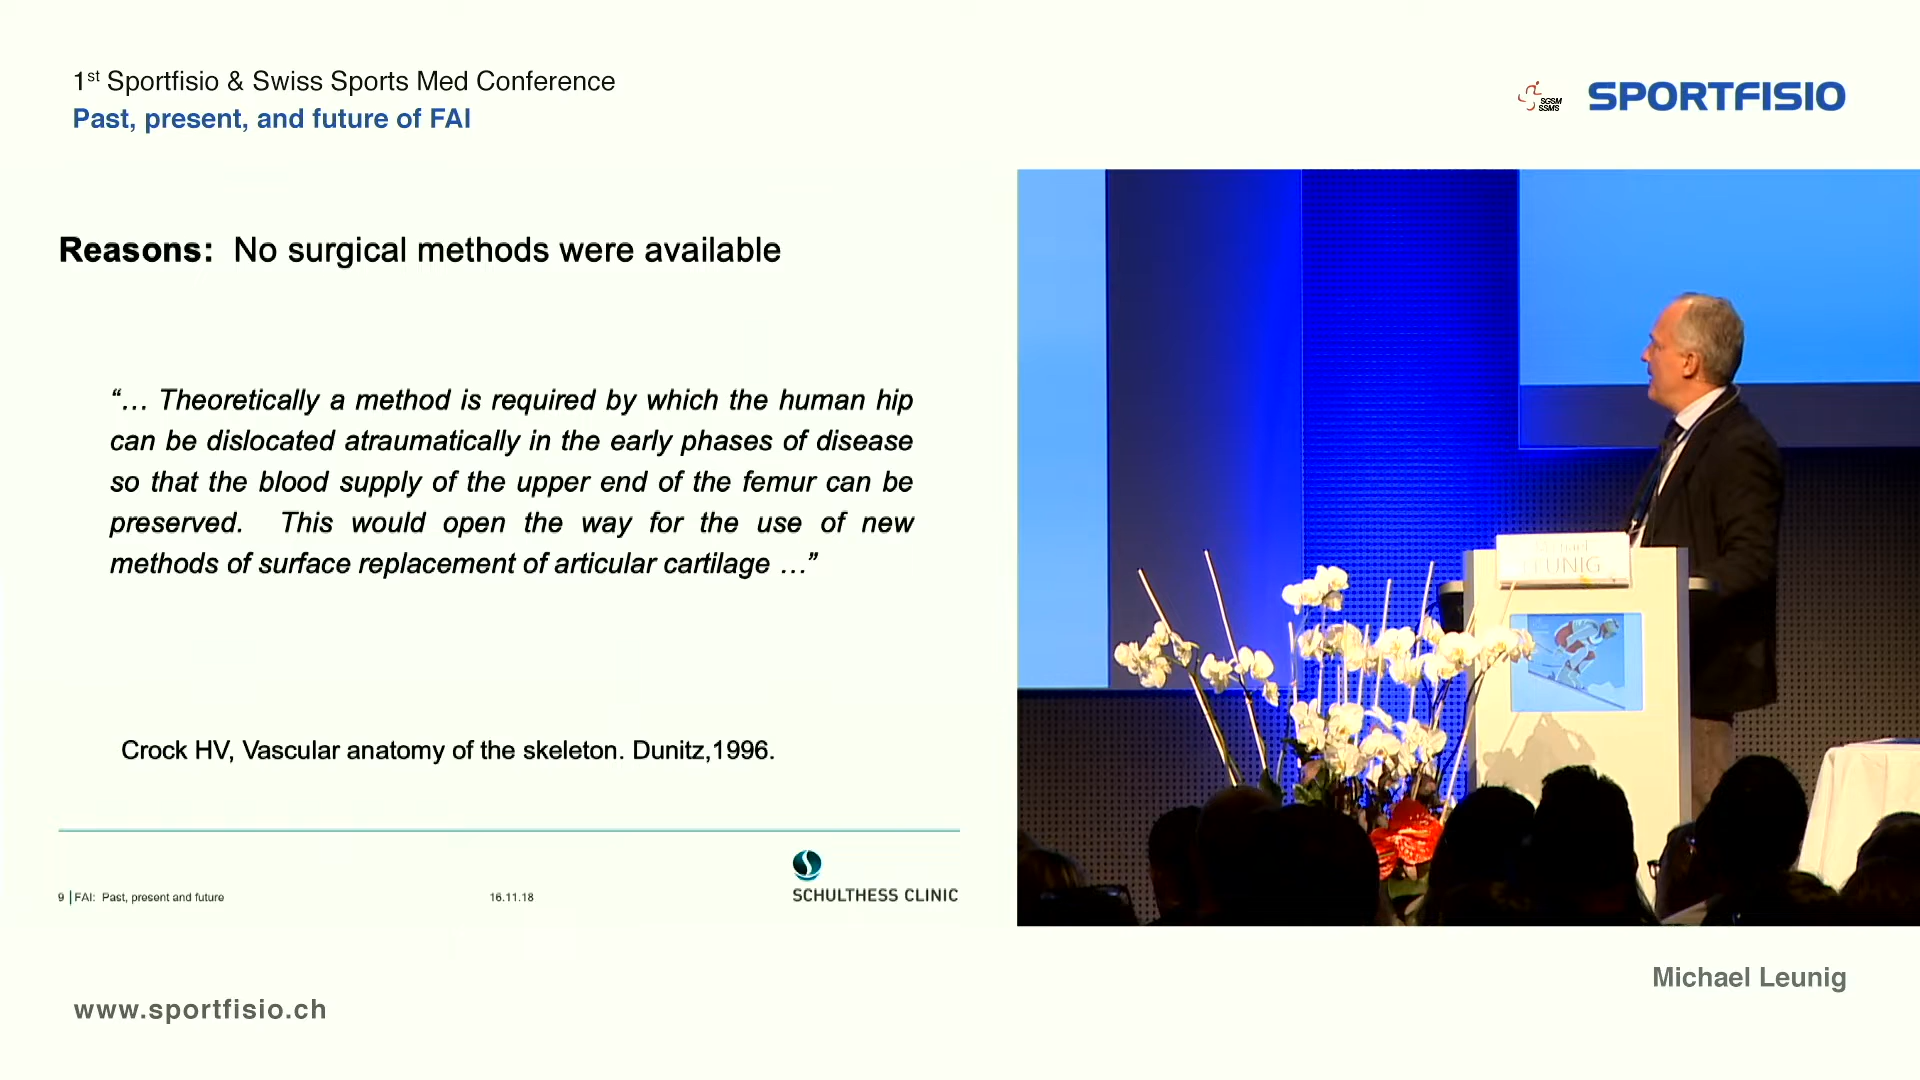 1st Sportfisio & Swiss Sports Med Conference
Past, present, and future of FAI
SGSM
SSMS
SPORTFISIO
Reasons: No surgical methods were available
“… Theoretically a method is required by which the human hip
can be dislocated atraumatically in the early phases of disease
so that the blood supply of the upper end of the femur can be
preserved. This would open the way for the use of new
methods of surface replacement of articular cartilage …”
Crock HV, Vascular anatomy of the skeleton. Dunitz,1996.
9 | FAI: Past, present and future
16.11.18
SCHULTHESS CLINIC
Michael
LEUNIG
Michael Leunig
www.sportfisio.ch